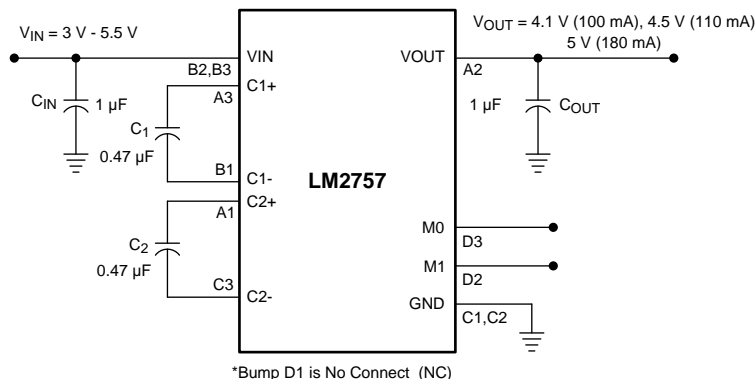 V_IN = 3 V - 5.5 V
V_OUT = 4.1 V (100 mA), 4.5 V (110 mA)
5 V (180 mA)
VIN
VOUT
B2,B3
A2
C_IN
1 µF
C1+
A3
1 µF
C_OUT
C_1
0.47 µF
B1
C1-
LM2757
C2+
A1
M0
D3
C_2
0.47 µF
M1
D2
C3
C2-
GND
C1,C2
*Bump D1 is No Connect (NC)